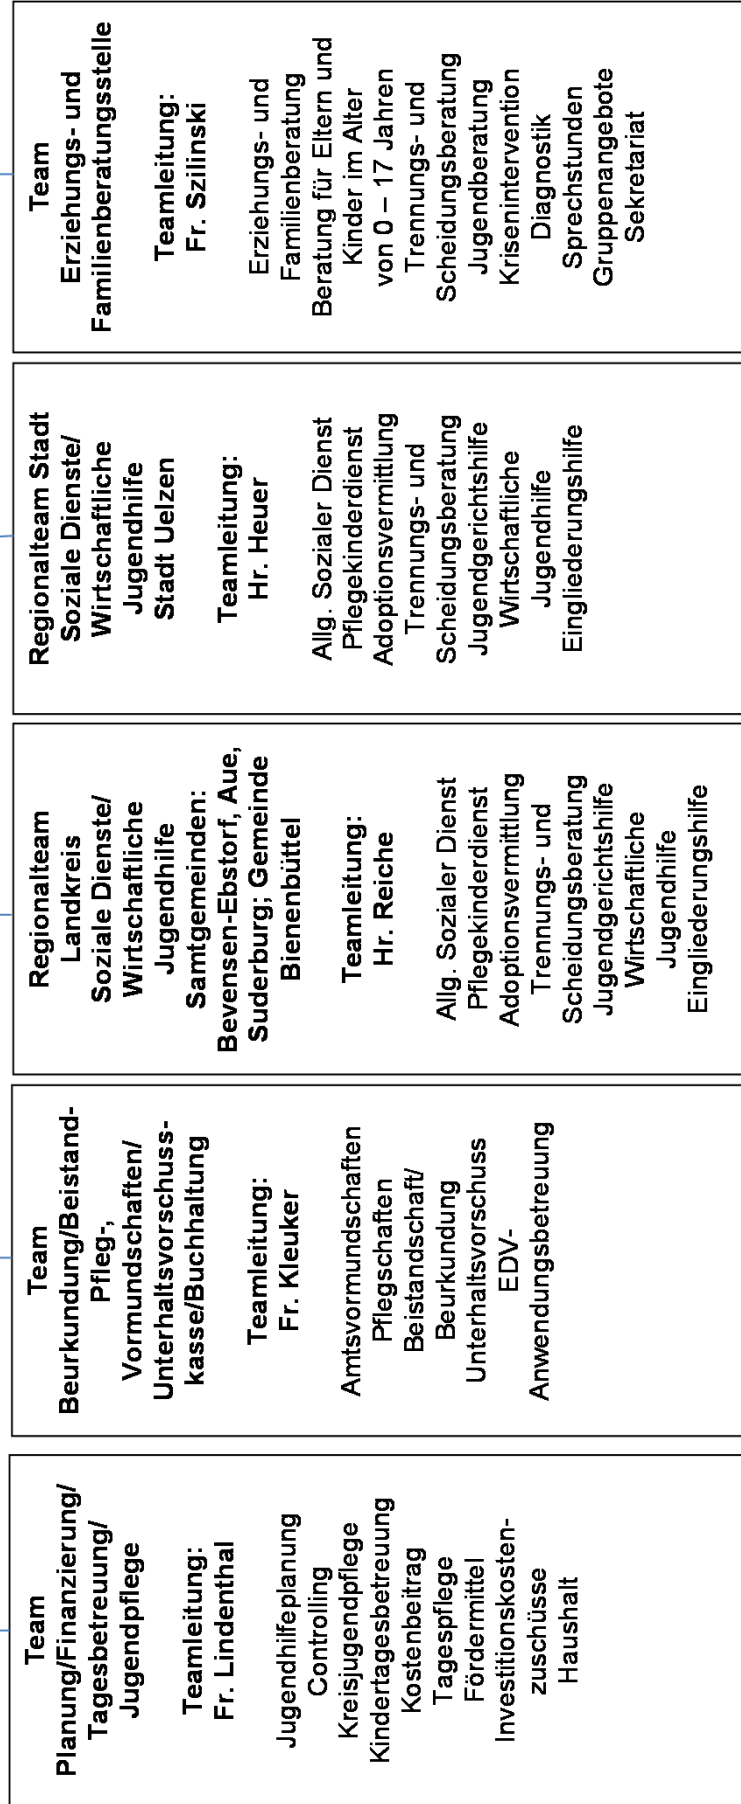 Team
Planung/Finanzierung/
Tagesbetreuung/
Jugendpflege
Teamleitung:
Fr. Lindenthal
Jugendhilfeplanung
Controlling
Kreisjugendpflege
Kindertagesbetreuung
Kostenbeitrag
Tagespflege
Fördermittel
Investitionskosten-
zuschüsse
Haushalt
Team
Beurkundung/Beistand-
Pfleg-,
Vormundschaften/
Unterhaltsvorschuss-
kasse/Buchhaltung
Teamleitung:
Fr. Kleuker
Amtsvormundschaften
Pflegschaften
Beistandschaft/
Beurkundung
Unterhaltsvorschuss
EDV-
Anwendungsbetreuung
Regionalteam
Landkreis
Soziale Dienste/
Wirtschaftliche
Jugendhilfe
Samtgemeinden:
Bevensen-Ebstorf, Aue,
Suderburg; Gemeinde
Bienenbüttel
Teamleitung:
Hr. Reiche
Allg. Sozialer Dienst
Pflegekinderdienst
Adoptionsvermittlung
Trennungs- und
Scheidungsberatung
Jugendgerichtshilfe
Wirtschaftliche
Jugendhilfe
Eingliederungshilfe
Regionalteam Stadt
Soziale Dienste/
Wirtschaftliche
Jugendhilfe
Stadt Uelzen
Teamleitung:
Hr. Heuer
Allg. Sozialer Dienst
Pflegekinderdienst
Adoptionsvermittlung
Trennungs- und
Scheidungsberatung
Jugendgerichtshilfe
Wirtschaftliche
Jugendhilfe
Eingliederungshilfe
Team
Erziehungs- und
Familienberatungsstelle
Teamleitung:
Fr. Szilinski
Erziehungs- und
Familienberatung
Beratung für Eltern und
Kinder im Alter
von 0 – 17 Jahren
Trennungs- und
Scheidungsberatung
Jugendberatung
Krisenintervention
Diagnostik
Sprechstunden
Gruppenangebote
Sekretariat